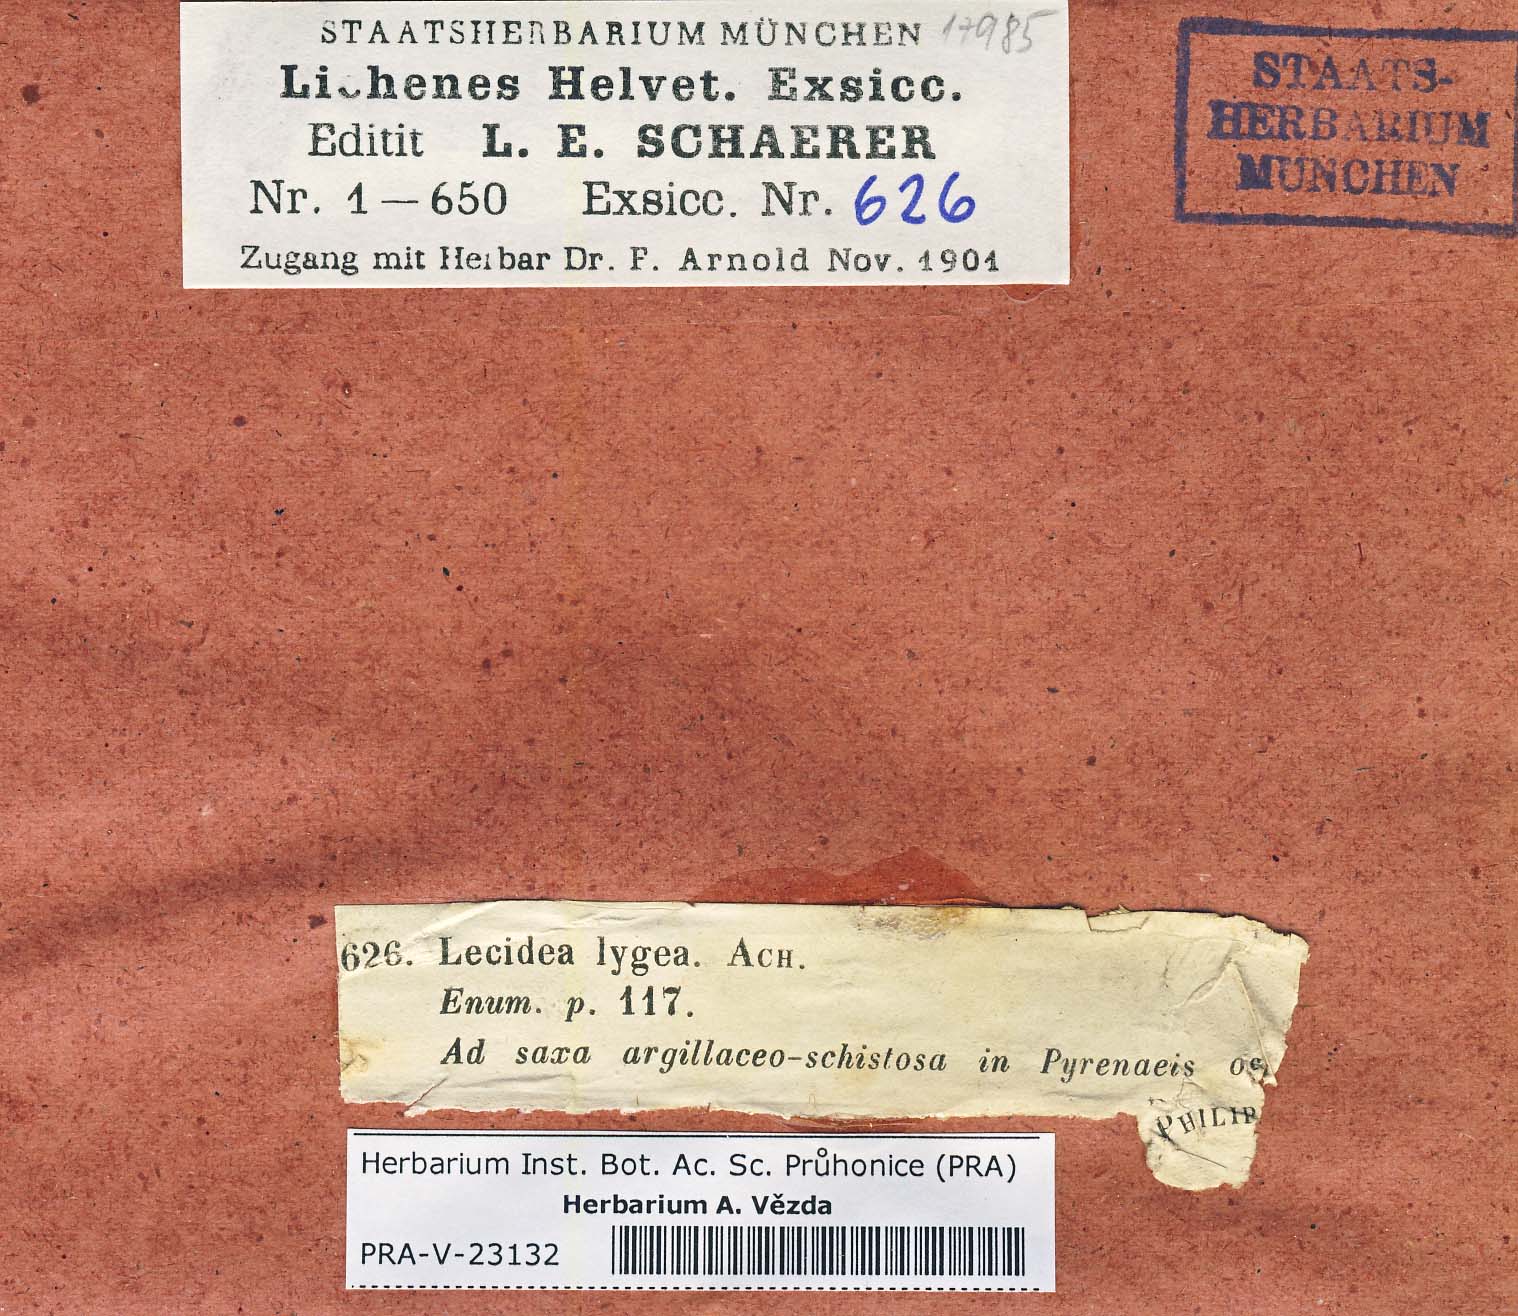 STAATSHERBARIUM MÜNCHEN 17985
Lichenes Helvet. Exsicc.
Editit L. E. SCHAERER
Nr. 1—650 Exsicc. Nr. 626
Zugang mit Herbar Dr. F. Arnold Nov. 1901
STAATS-
HERBARIUM
MÜNCHEN
626. Lecidea lygea. ACH.
Enum. p. 117.
Ad saxa argillaceo-schistosa in Pyrenaeis
PHILIP
Herbarium Inst. Bot. Ac. Sc. Průhonice (PRA)
Herbarium A. Vězda
PRA-V-23132